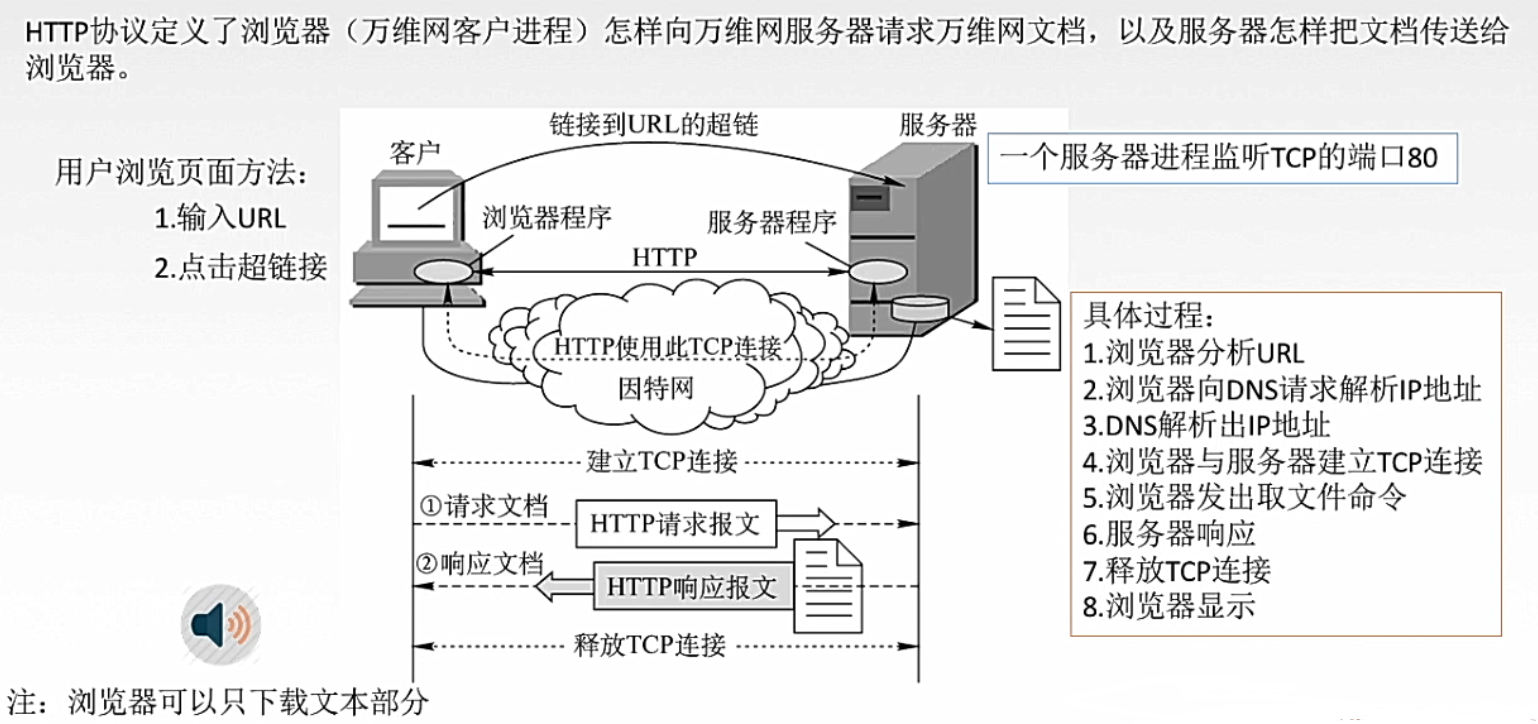 HTTP协议定义了浏览器（万维网客户进程）怎样向万维网服务器请求万维网文档，以及服务器怎样把文档传送给
浏览器。
用户浏览页面方法：
1.输入URL
2.点击超链接
链接到URL的超链
客户
服务器
一个服务器进程监听TCP的端口80
浏览器程序
服务器程序
HTTP
HTTP使用此TCP连接
因特网
建立TCP连接
①请求文档
HTTP请求报文
②响应文档
HTTP响应报文
释放TCP连接
具体过程：
1.浏览器分析URL
2.浏览器向DNS请求解析IP地址
3.DNS解析出IP地址
4.浏览器与服务器建立TCP连接
5.浏览器发出取文件命令
6.服务器响应
7.释放TCP连接
8.浏览器显示
注：浏览器可以只下载文本部分